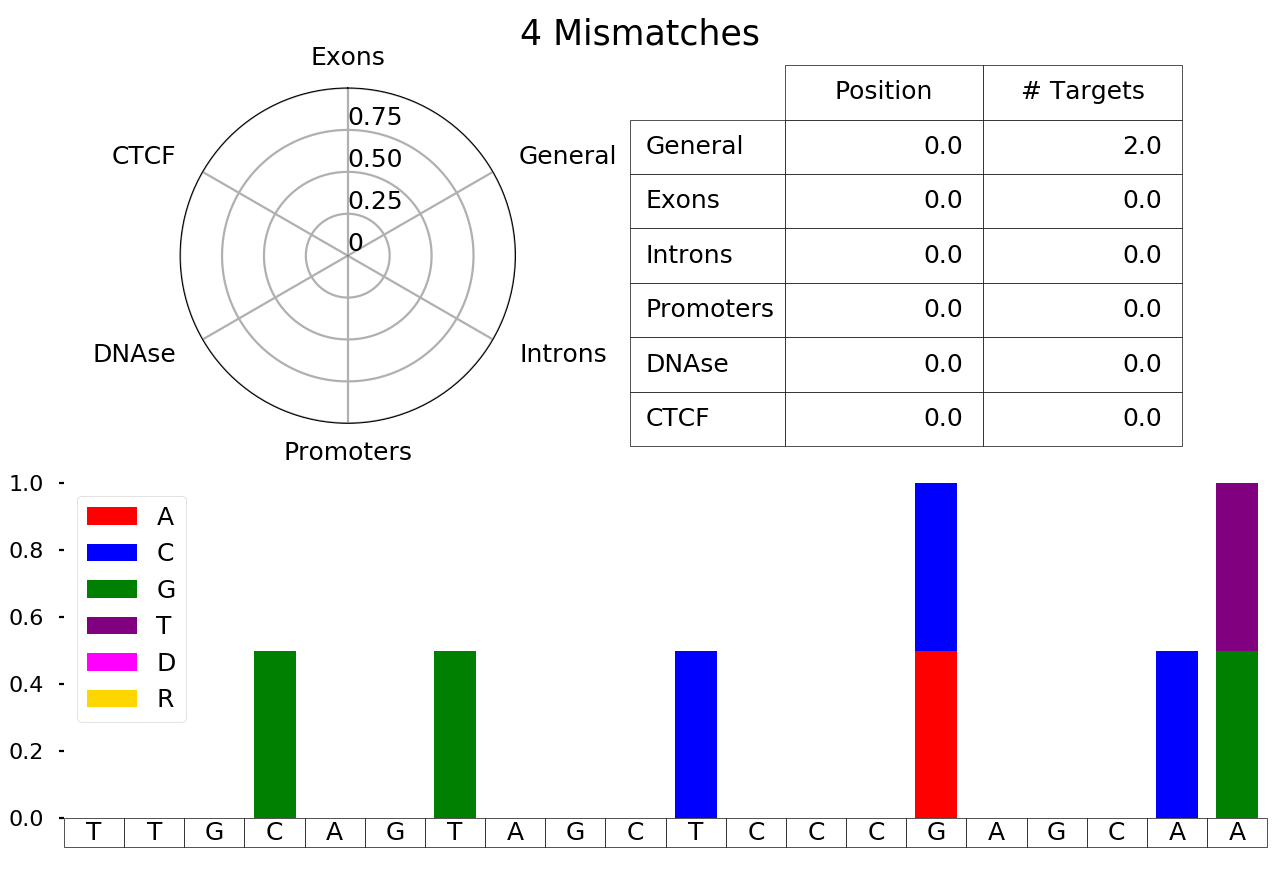 4 Mismatches
Exons
General
CTCF
0.75
0.50
0.25
0
DNAse
Introns
Promoters
Position # Targets
General 0.0 2.0
Exons 0.0 0.0
Introns 0.0 0.0
Promoters 0.0 0.0
DNAse 0.0 0.0
CTCF 0.0 0.0
1.0
0.8
0.6
0.4
0.2
0.0
A
C
G
T
D
R
T T G C A G T A G C T C C C G A G C A A